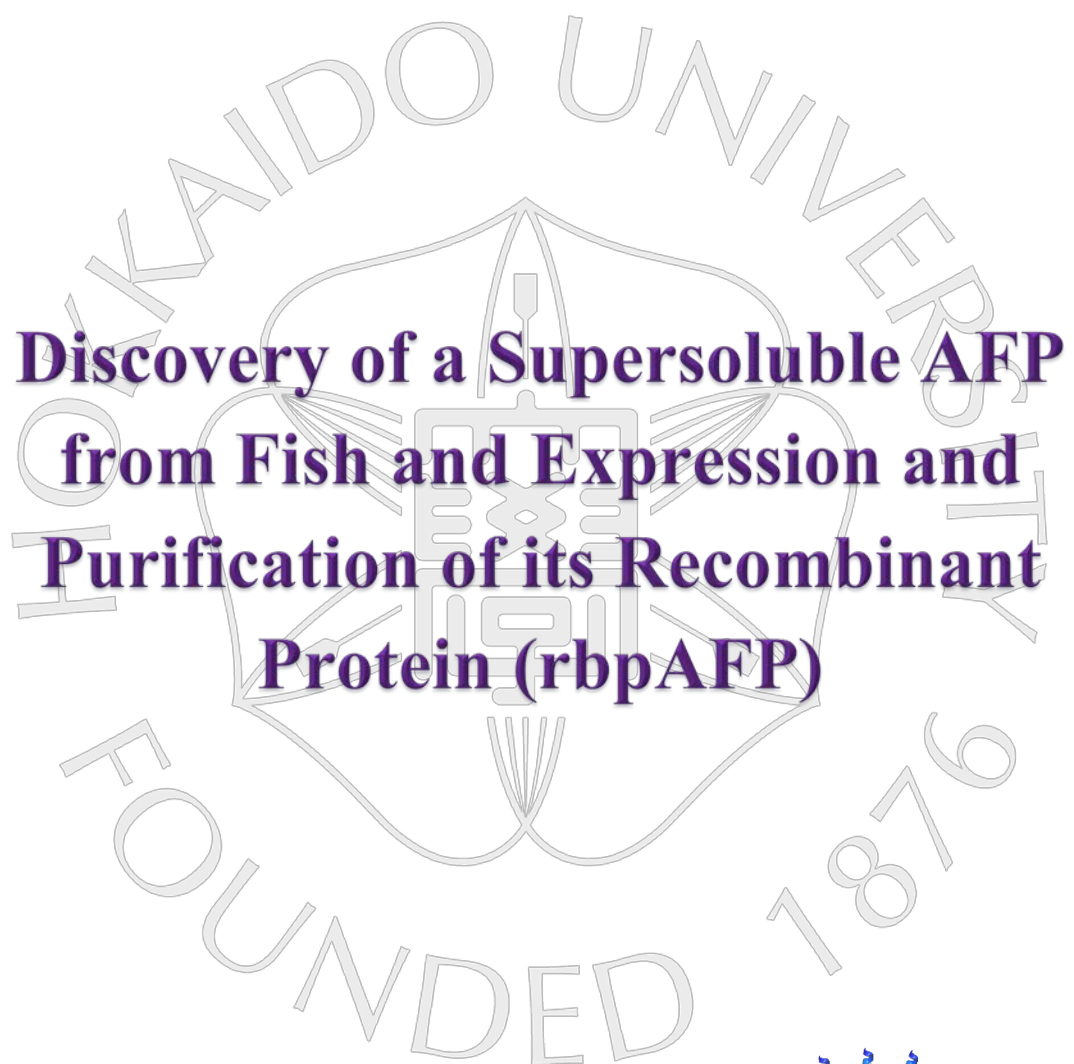 HOKKAIDO UNIVERSITY
Discovery of a Supersoluble AFP
from Fish and Expression and
Purification of its Recombinant
Protein (rbpAFP)
FOUNDED 1876